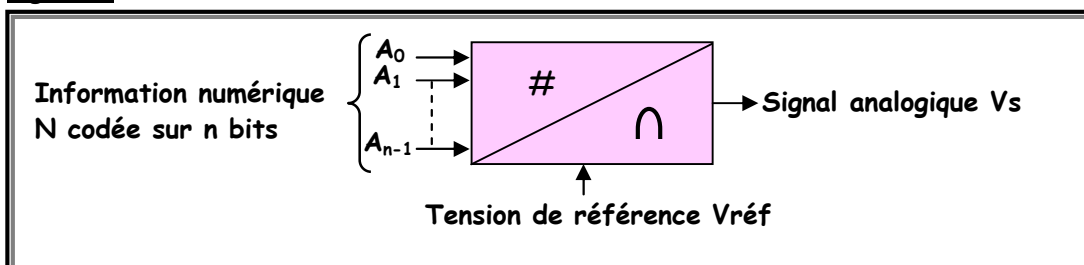 Information numérique
N codée sur n bits
A0
A1
An-1
#
∩
Signal analogique Vs
Tension de référence Vréf